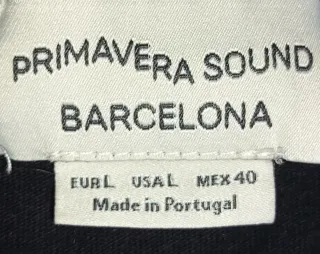 PRIMAVERA SOUND
BARCELONA
EUR L USA L MEX 40
Made in Portugal